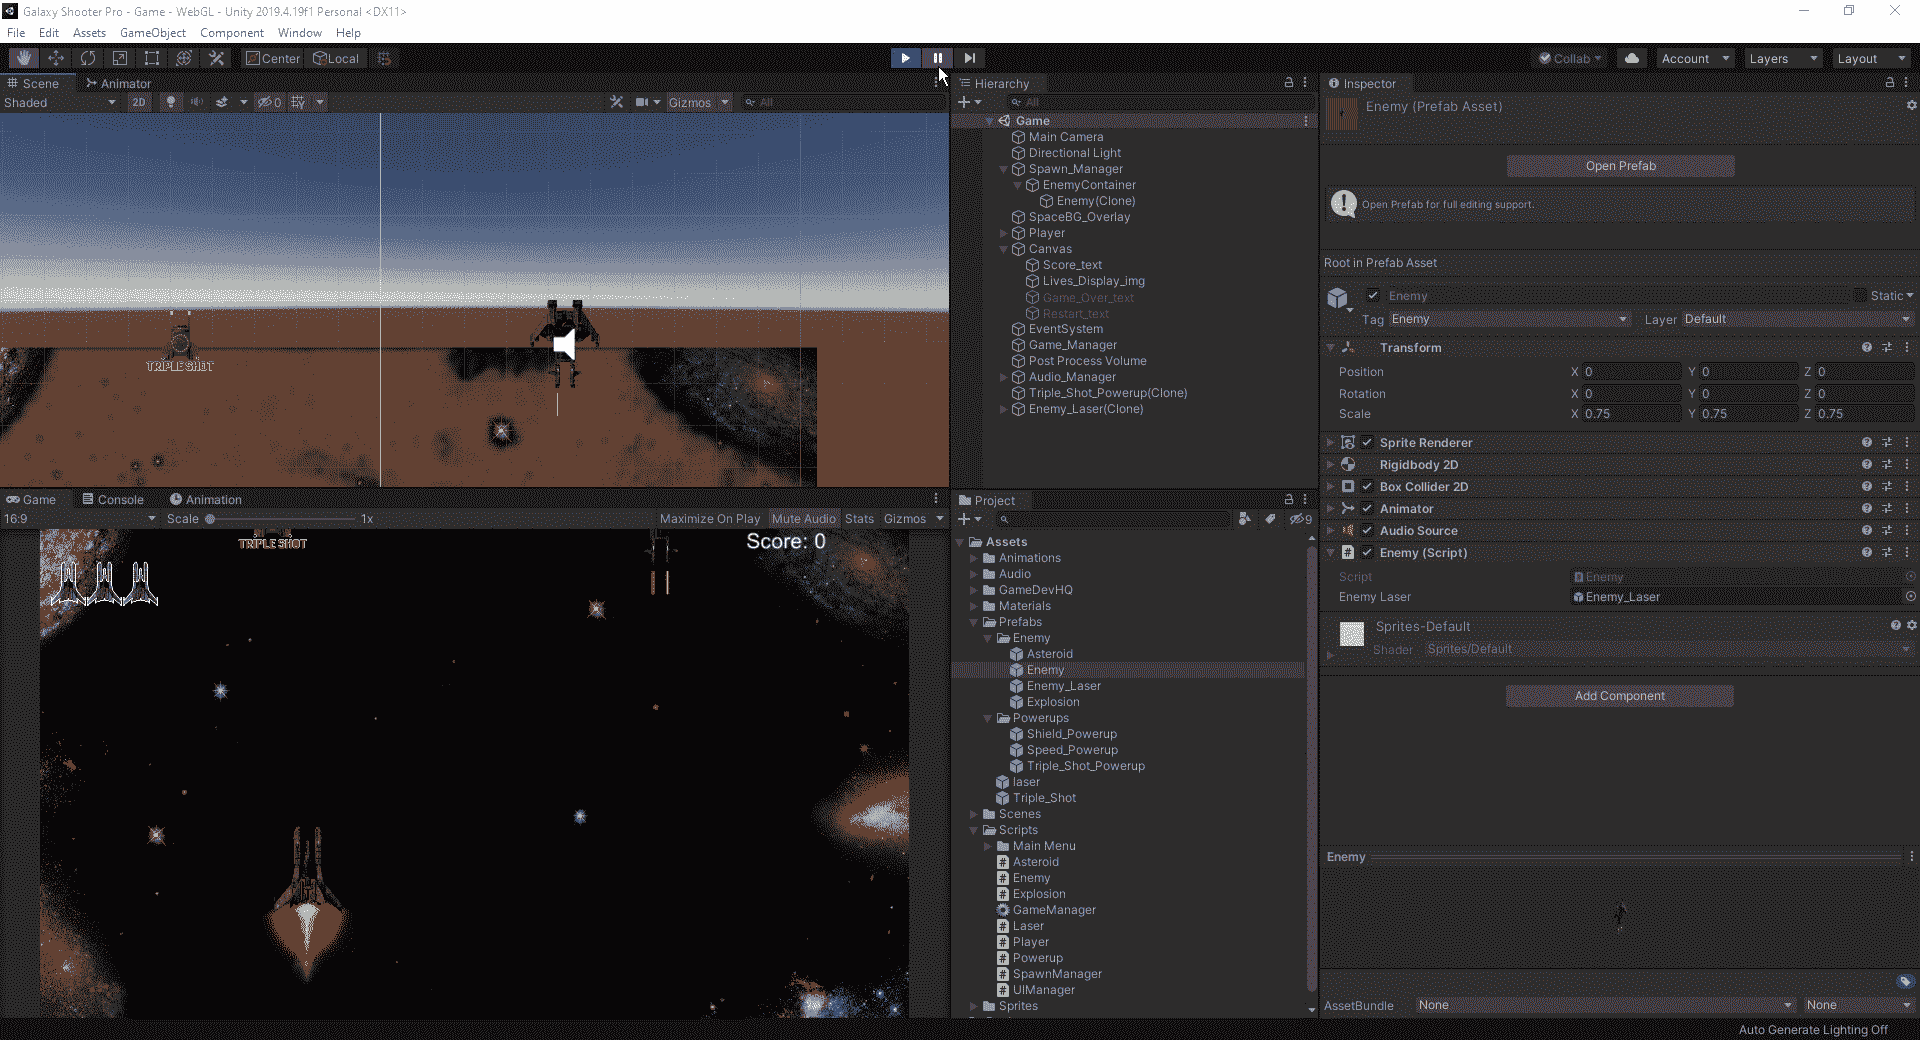 Galaxy Shooter Pro - Game - WebGL - Unity 2019.4.19f1 Personal <DX11>
File Edit Assets GameObject Component Window Help
Center Local Collab Account Layers Layout
Scene Animator
Shaded 2D 0 Gizmos All
TRIPLE SHOT
Game Console Animation
16:9 Scale 1x Maximize On Play Mute Audio Stats Gizmos
TRIPLE SHOT
Score: 0
Hierarchy
All
Game
Main Camera
Directional Light
Spawn_Manager
EnemyContainer
Enemy(Clone)
SpaceBG_Overlay
Player
Canvas
Score_text
Lives_Display_img
Game_Over_text
Restart_text
EventSystem
Game_Manager
Post Process Volume
Audio_Manager
Triple_Shot_Powerup(Clone)
Enemy_Laser(Clone)
Project
9
Assets
Animations
Audio
GameDevHQ
Materials
Prefabs
Enemy
Asteroid
Enemy
Enemy_Laser
Explosion
Powerups
Shield_Powerup
Speed_Powerup
Triple_Shot_Powerup
laser
Triple_Shot
Scenes
Scripts
Main Menu
Asteroid
Enemy
Explosion
GameManager
Laser
Player
Powerup
SpawnManager
UIManager
Sprites
Inspector
Enemy (Prefab Asset)
Open Prefab
Open Prefab for full editing support.
Root in Prefab Asset
Enemy Static
Tag Enemy Layer Default
Transform
Position X 0 Y 0 Z 0
Rotation X 0 Y 0 Z 0
Scale X 0.75 Y 0.75 Z 0.75
Sprite Renderer
Rigidbody 2D
Box Collider 2D
Animator
Audio Source
Enemy (Script)
Script Enemy
Enemy Laser Enemy_Laser
Sprites-Default
Shader Sprites/Default
Add Component
Enemy
AssetBundle None None
Auto Generate Lighting Off